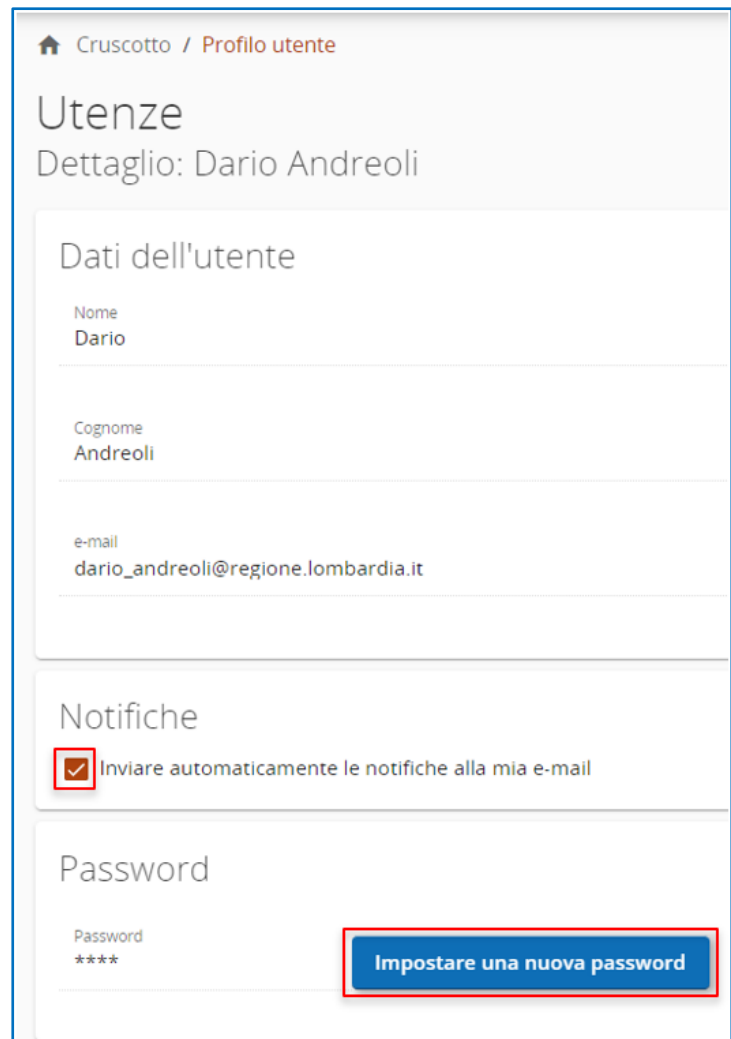 Cruscotto / Profilo utente
Utenze
Dettaglio: Dario Andreoli
Dati dell'utente
Nome
Dario
Cognome
Andreoli
e-mail
dario_andreoli@regione.lombardia.it
Notifiche
Inviare automaticamente le notifiche alla mia e-mail
Password
Password
****
Impostare una nuova password